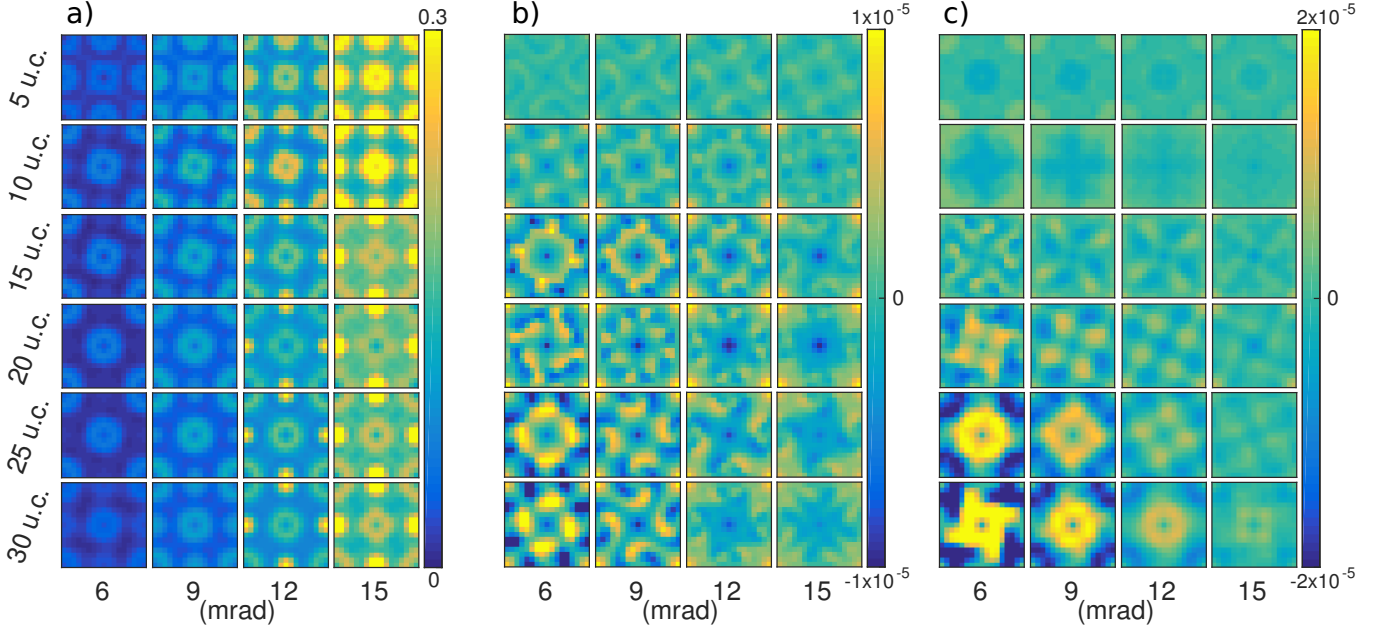 a) 0.3 b) 1x10-5 c) 2x10-5
5 u.c.
10 u.c.
15 u.c.
0 0
20 u.c.
25 u.c.
30 u.c.
0 -1x10-5 -2x10-5
6 9 12 15 6 9 12 15 6 9 12 15
(mrad) (mrad) (mrad)